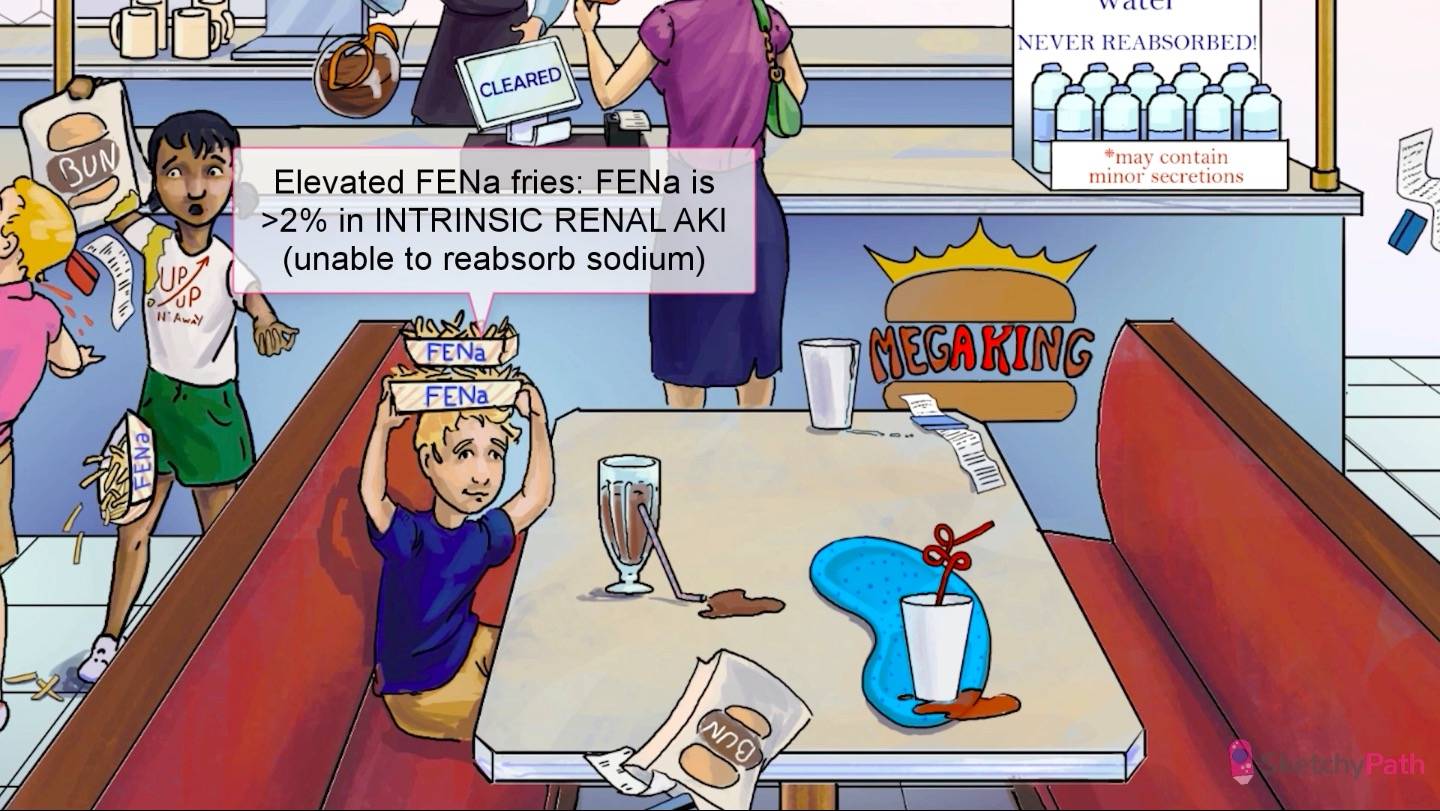 water
NEVER REABSORBED!
*may contain
minor secretions
CLEARED
BUN
UP
UP
N' AWAY
Elevated FENa fries: FENa is
>2% in INTRINSIC RENAL AKI
(unable to reabsorb sodium)
FENa
FENa
FENa
MEGAKING
BUN
SketchyPath